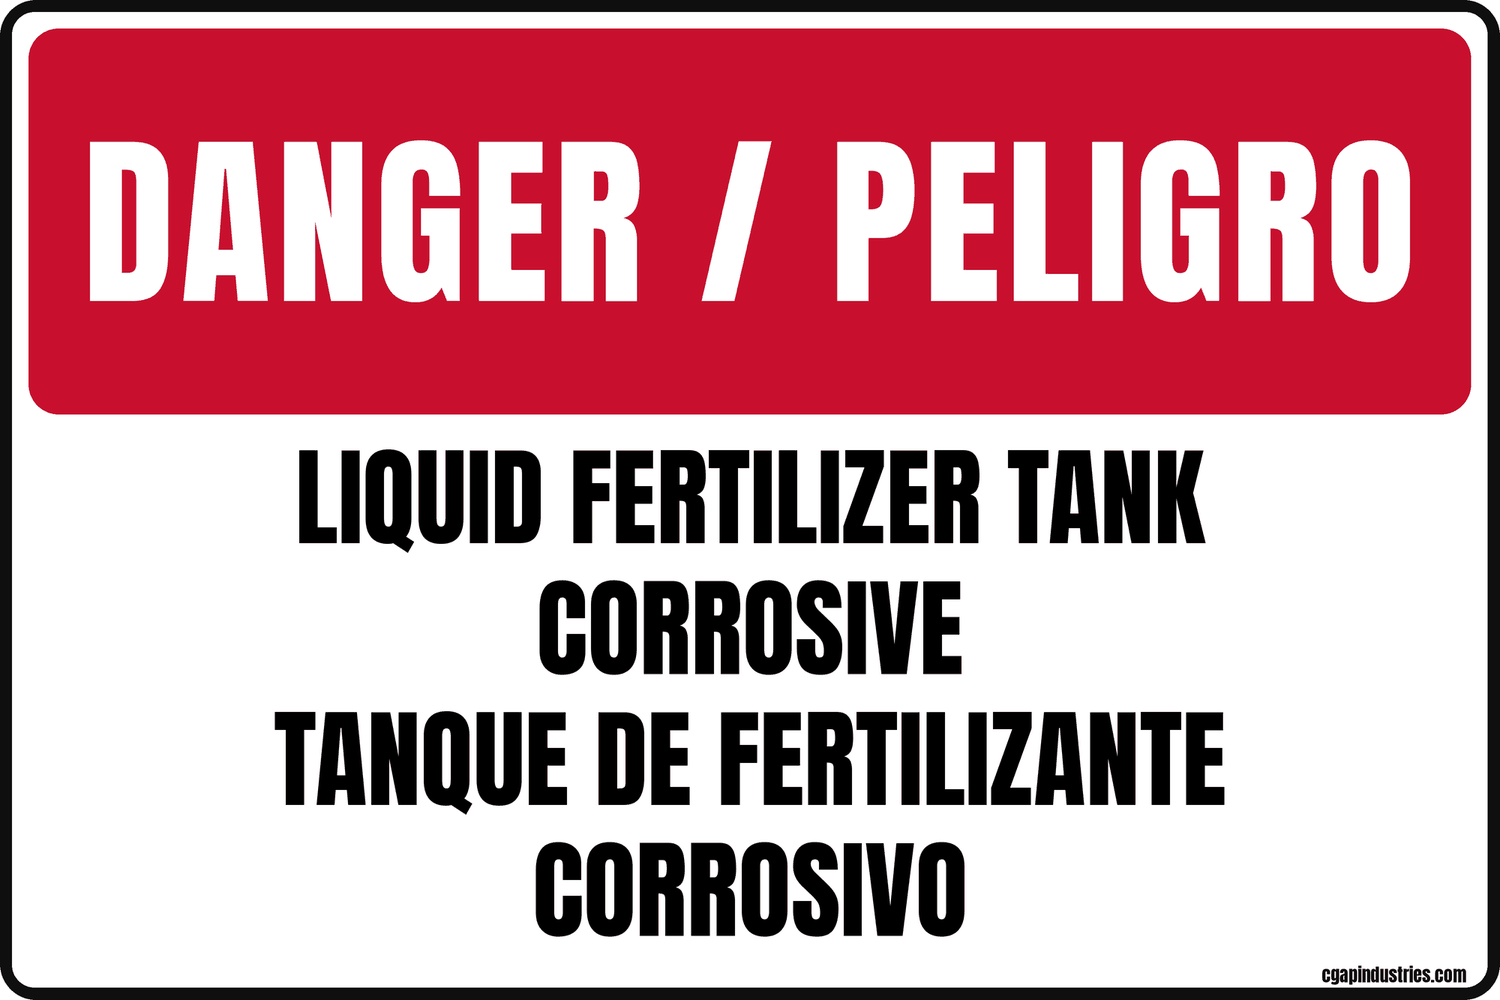 DANGER / PELIGRO
LIQUID FERTILIZER TANK
CORROSIVE
TANQUE DE FERTILIZANTE
CORROSIVO
cgapindustries.com